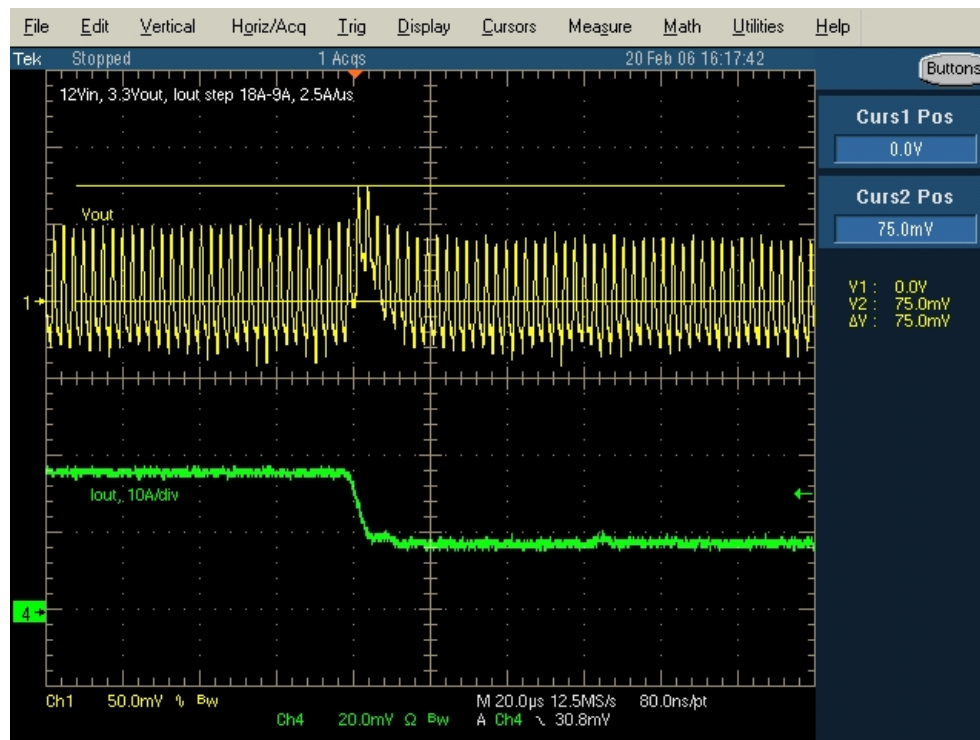 File Edit Vertical Horiz/Acq Trig Display Cursors Measure Math Utilities Help
Tek Stopped 1 Acqs 20 Feb 06 16:17:42
Buttons
12Vin, 3.3Vout, Iout step 18A-9A, 2.5A/us
Curs1 Pos
0.0V
Curs2 Pos
75.0mV
Vout
1
V1 : 0.0V
V2 : 75.0mV
ΔV : 75.0mV
Iout, 10A/div
4
Ch1 50.0mV ∿ Bw M 20.0µs 12.5MS/s 80.0ns/pt
Ch4 20.0mV Ω Bw A Ch4 ∖ 30.8mV